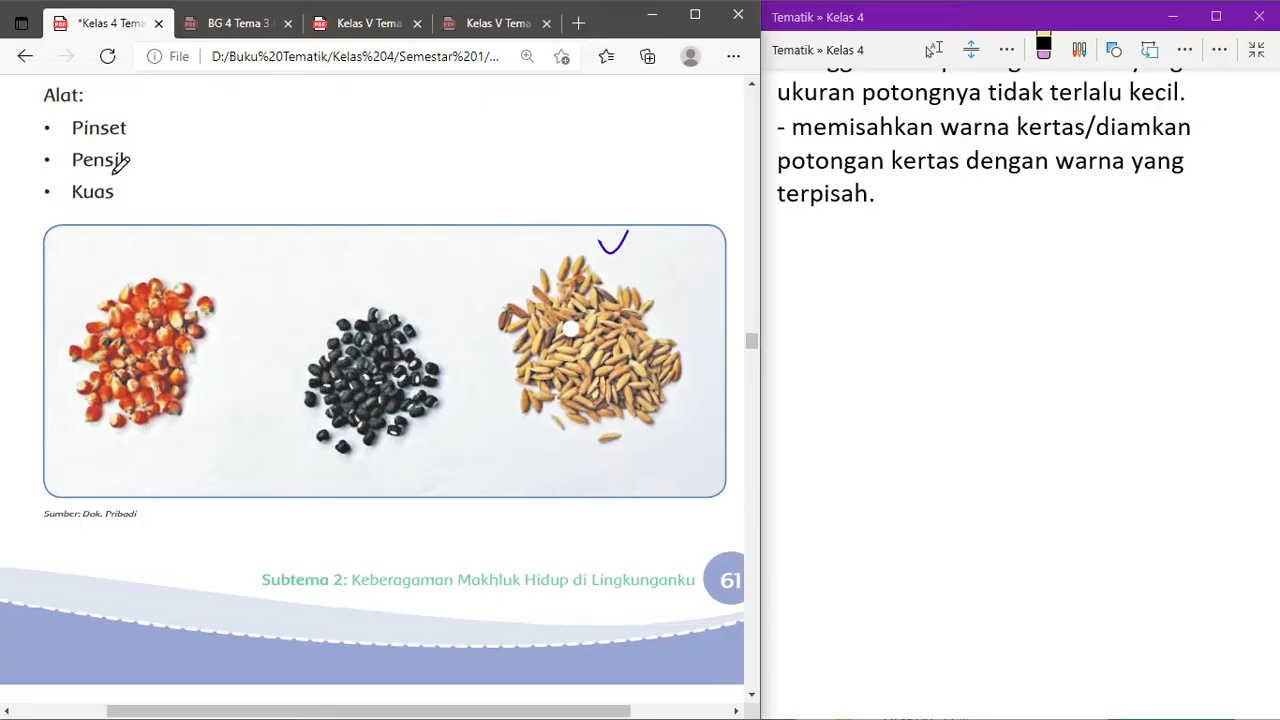 *Kelas 4 Tema
BG 4 Tema 3
Kelas V Tema
Kelas V Tema
File
D:/Buku%20Tematik/Kelas%204/Semestar%201/...
Alat:
• Pinset
• Pensil
• Kuas
Sumber: Dok. Pribadi
Subtema 2: Keberagaman Makhluk Hidup di Lingkunganku
61
Tematik » Kelas 4
Tematik » Kelas 4
ukuran potongnya tidak terlalu kecil.
- memisahkan warna kertas/diamkan
potongan kertas dengan warna yang
terpisah.